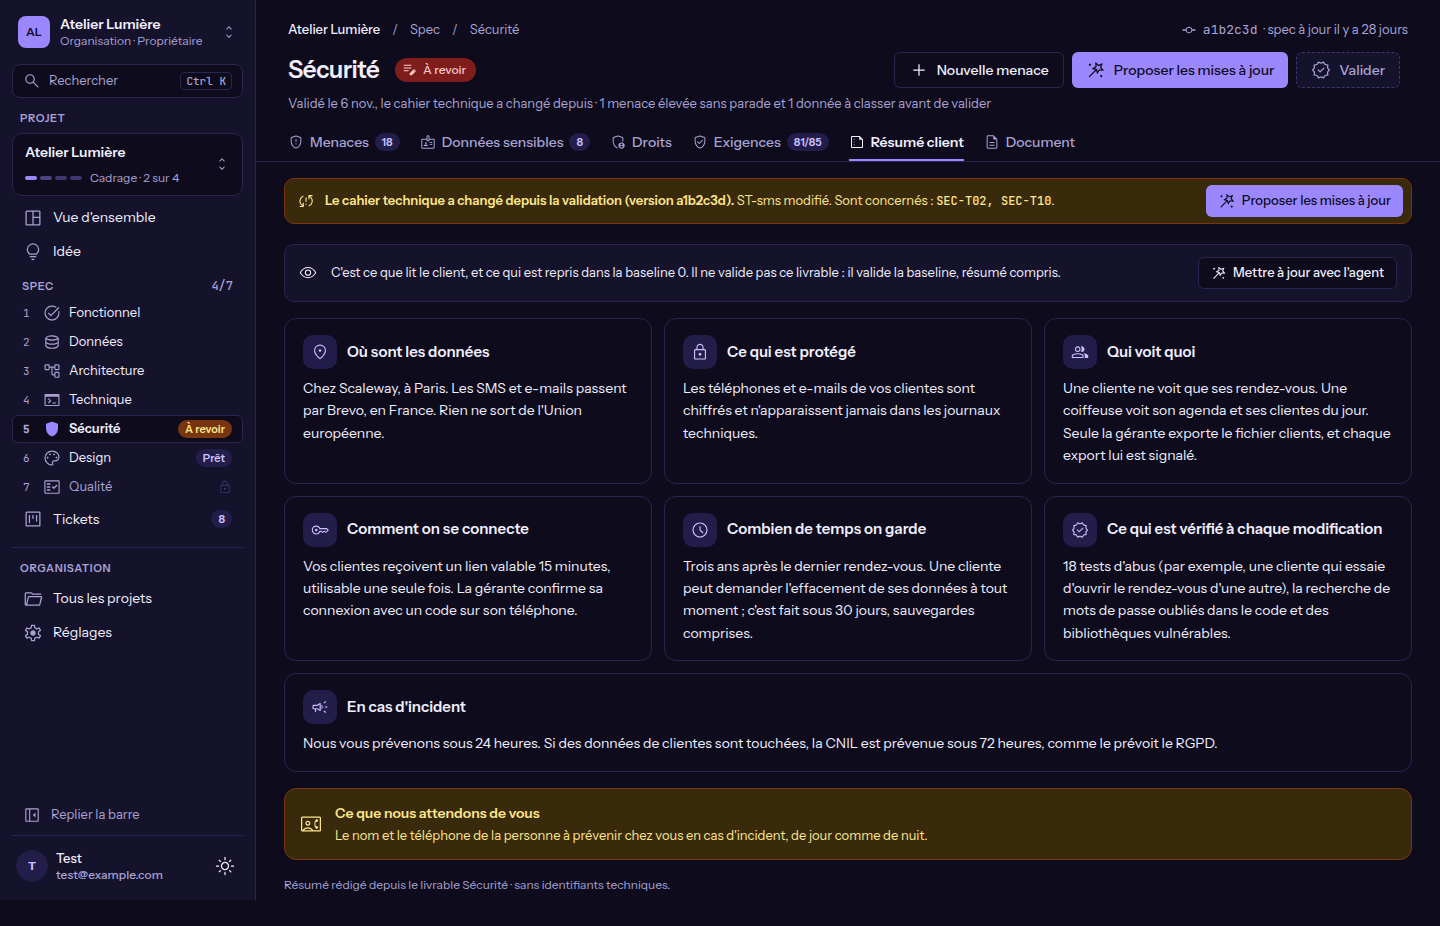 AL
Atelier Lumière
Organisation · Propriétaire
Rechercher
Ctrl K
PROJET
Atelier Lumière
Cadrage · 2 sur 4
Vue d'ensemble
Idée
SPEC 4/7
1 Fonctionnel
2 Données
3 Architecture
4 Technique
5 Sécurité À revoir
6 Design Prêt
7 Qualité
Tickets 8
ORGANISATION
Tous les projets
Réglages
Replier la barre
T
Test
test@example.com
Atelier Lumière / Spec / Sécurité
a1b2c3d · spec à jour il y a 28 jours
Sécurité
À revoir
Nouvelle menace
Proposer les mises à jour
Valider
Validé le 6 nov., le cahier technique a changé depuis · 1 menace élevée sans parade et 1 donnée à classer avant de valider
Menaces 18
Données sensibles 8
Droits
Exigences 81/85
Résumé client
Document
Le cahier technique a changé depuis la validation (version a1b2c3d). ST-sms modifié. Sont concernés : SEC-T02, SEC-T10.
Proposer les mises à jour
C'est ce que lit le client, et ce qui est repris dans la baseline 0. Il ne valide pas ce livrable : il valide la baseline, résumé compris.
Mettre à jour avec l'agent
Où sont les données
Chez Scaleway, à Paris. Les SMS et e-mails passent
par Brevo, en France. Rien ne sort de l'Union
européenne.
Ce qui est protégé
Les téléphones et e-mails de vos clientes sont
chiffrés et n'apparaissent jamais dans les journaux
techniques.
Qui voit quoi
Une cliente ne voit que ses rendez-vous. Une
coiffeuse voit son agenda et ses clientes du jour.
Seule la gérante exporte le fichier clients, et chaque
export lui est signalé.
Comment on se connecte
Vos clientes reçoivent un lien valable 15 minutes,
utilisable une seule fois. La gérante confirme sa
connexion avec un code sur son téléphone.
Combien de temps on garde
Trois ans après le dernier rendez-vous. Une cliente
peut demander l'effacement de ses données à tout
moment ; c'est fait sous 30 jours, sauvegardes
comprises.
Ce qui est vérifié à chaque modification
18 tests d'abus (par exemple, une cliente qui essaie
d'ouvrir le rendez-vous d'une autre), la recherche de
mots de passe oubliés dans le code et des
bibliothèques vulnérables.
En cas d'incident
Nous vous prévenons sous 24 heures. Si des données de clientes sont touchées, la CNIL est prévenue sous 72 heures, comme le prévoit le RGPD.
Ce que nous attendons de vous
Le nom et le téléphone de la personne à prévenir chez vous en cas d'incident, de jour comme de nuit.
Résumé rédigé depuis le livrable Sécurité · sans identifiants techniques.